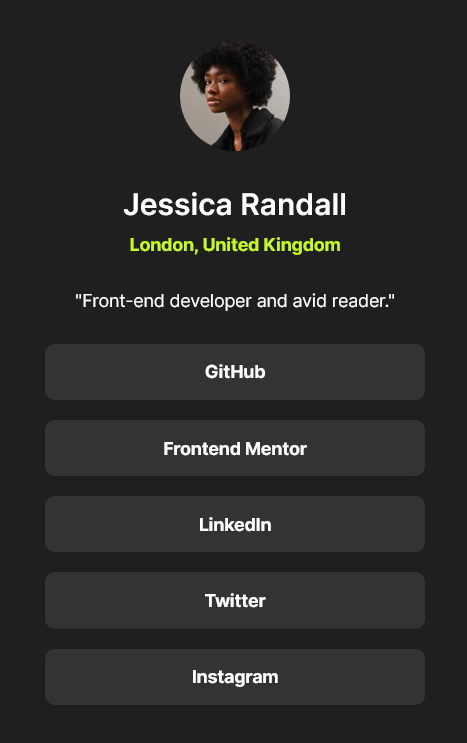 Jessica Randall
London, United Kingdom
"Front-end developer and avid reader."
GitHub
Frontend Mentor
LinkedIn
Twitter
Instagram